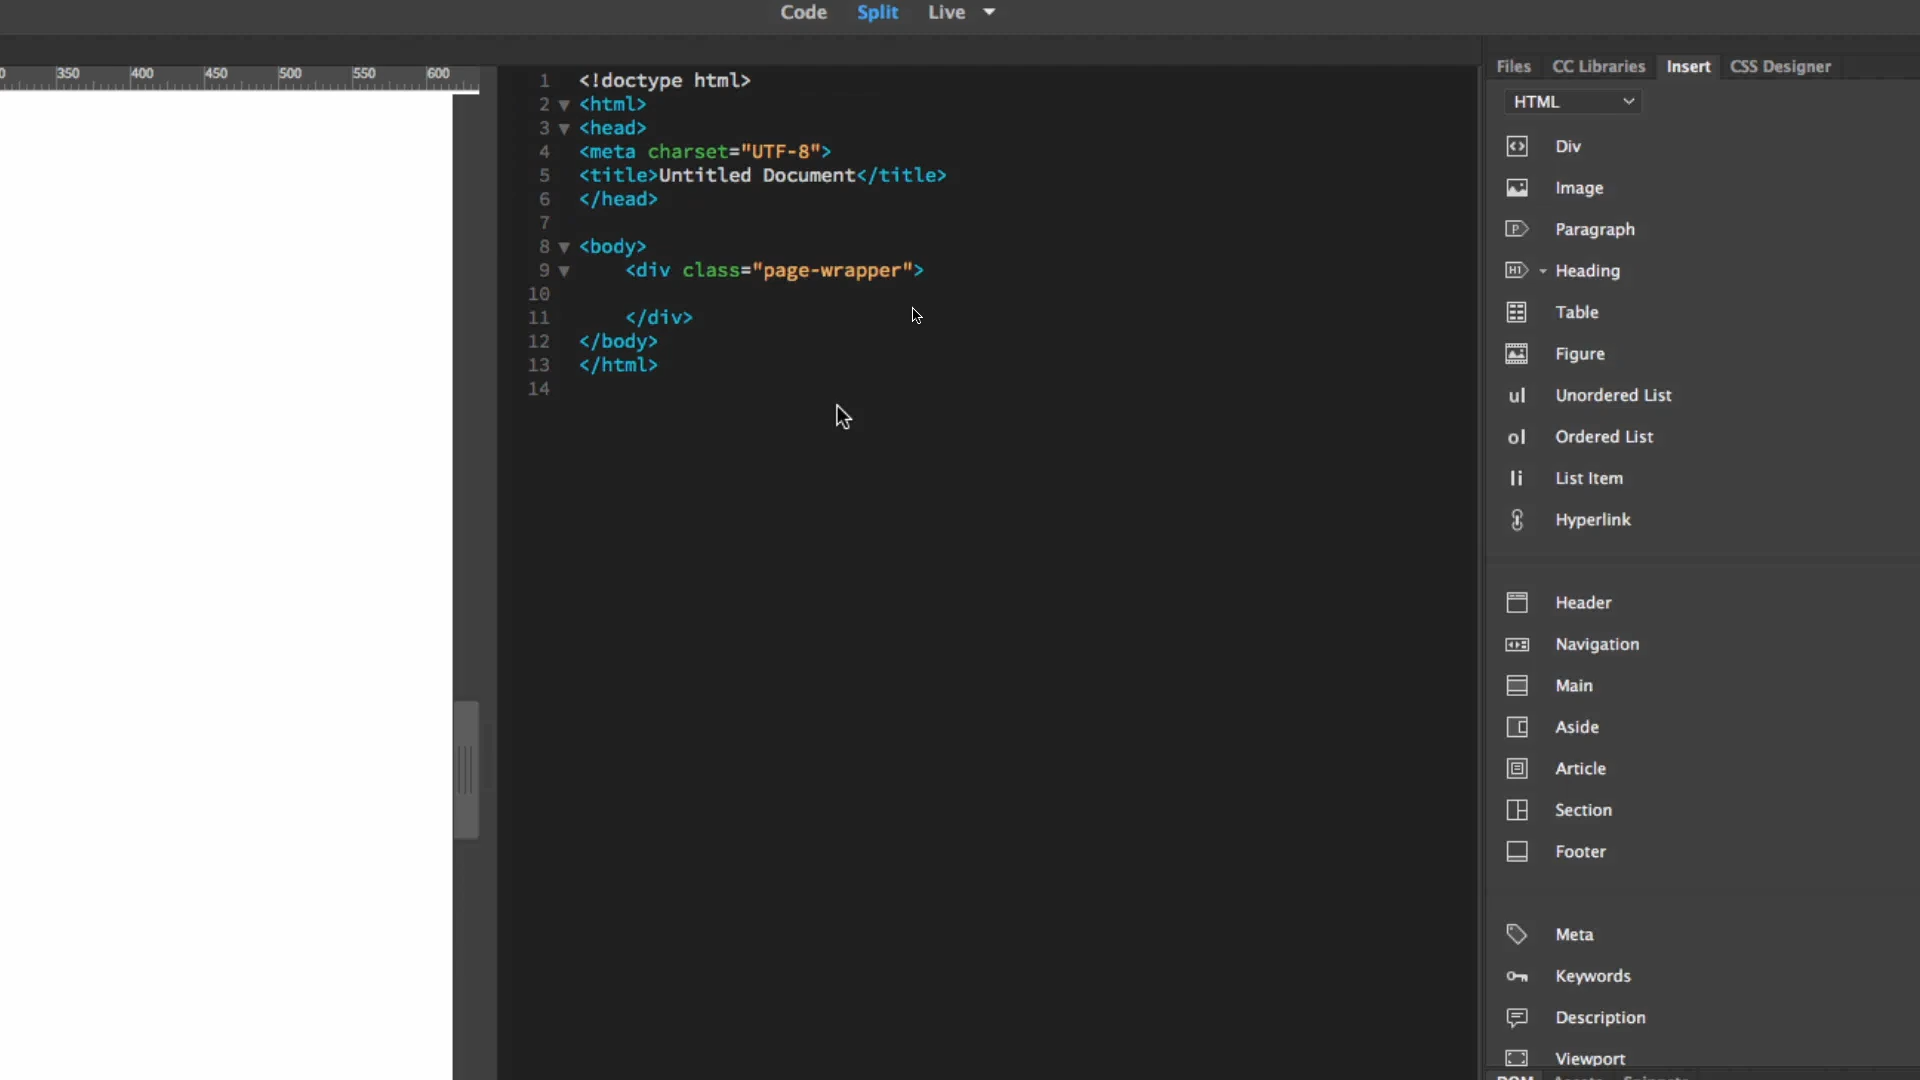 Code Split Live
350 400 450 500 550 600
Files CC Libraries Insert CSS Designer
HTML
1 <!doctype html>
2 <html>
3 <head>
4 <meta charset="UTF-8">
5 <title>Untitled Document</title>
6 </head>
7
8 <body>
9 <div class="page-wrapper">
10
11 </div>
12 </body>
13 </html>
14
Div
Image
P Paragraph
H1 Heading
Table
Figure
ul Unordered List
ol Ordered List
li List Item
Hyperlink
Header
Navigation
Main
Aside
Article
Section
Footer
Meta
Keywords
Description
Viewport